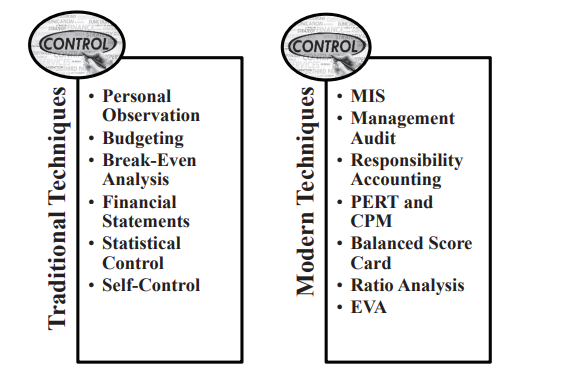 CONTROL
Traditional Techniques
• Personal
Observation
• Budgeting
• Break-Even
Analysis
• Financial
Statements
• Statistical
Control
• Self-Control
CONTROL
Modern Techniques
• MIS
• Management
Audit
• Responsibility
Accounting
• PERT and
CPM
• Balanced Score
Card
• Ratio Analysis
• EVA